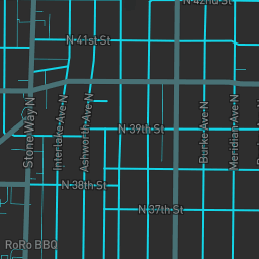 N 42nd St
N 41st St
Stone Way N
Interlake Ave N
Ashworth Ave N
N 39th St
Burke Ave N
Meridian Ave N
N 38th St
N 37th St
RoRo BBQ